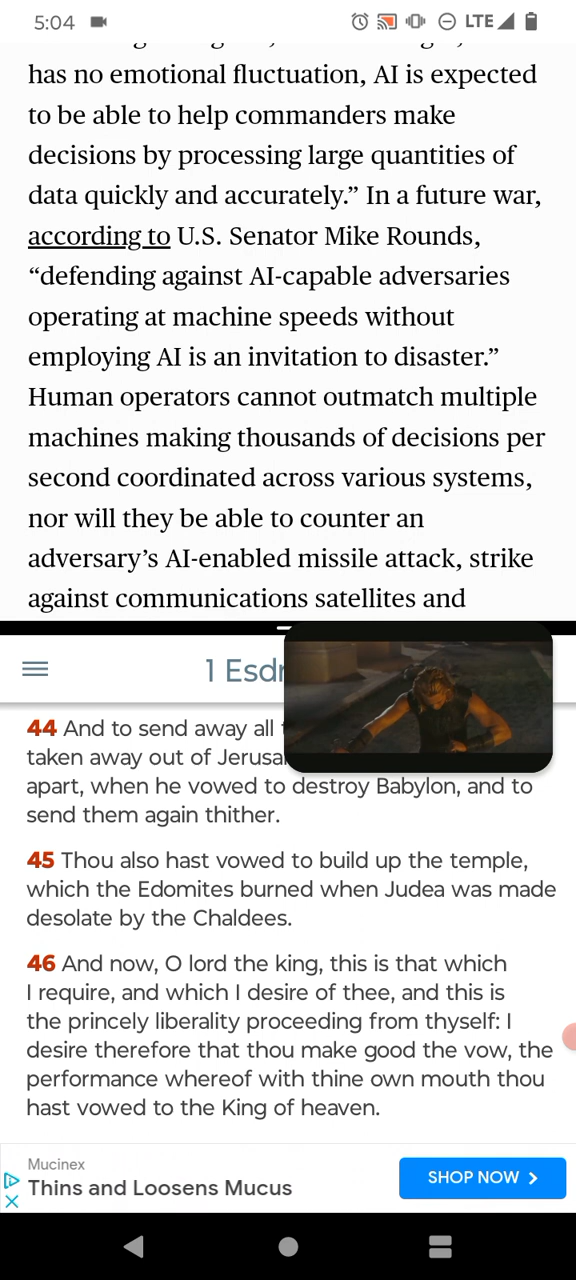 5:04
LTE
has no emotional fluctuation, AI is expected
to be able to help commanders make
decisions by processing large quantities of
data quickly and accurately.” In a future war,
according to U.S. Senator Mike Rounds,
“defending against AI-capable adversaries
operating at machine speeds without
employing AI is an invitation to disaster.”
Human operators cannot outmatch multiple
machines making thousands of decisions per
second coordinated across various systems,
nor will they be able to counter an
adversary’s AI-enabled missile attack, strike
against communications satellites and
1 Esdr
44 And to send away all
taken away out of Jerusa
apart, when he vowed to destroy Babylon, and to
send them again thither.
45 Thou also hast vowed to build up the temple,
which the Edomites burned when Judea was made
desolate by the Chaldees.
46 And now, O lord the king, this is that which
I require, and which I desire of thee, and this is
the princely liberality proceeding from thyself: I
desire therefore that thou make good the vow, the
performance whereof with thine own mouth thou
hast vowed to the King of heaven.
Mucinex
Thins and Loosens Mucus
SHOP NOW